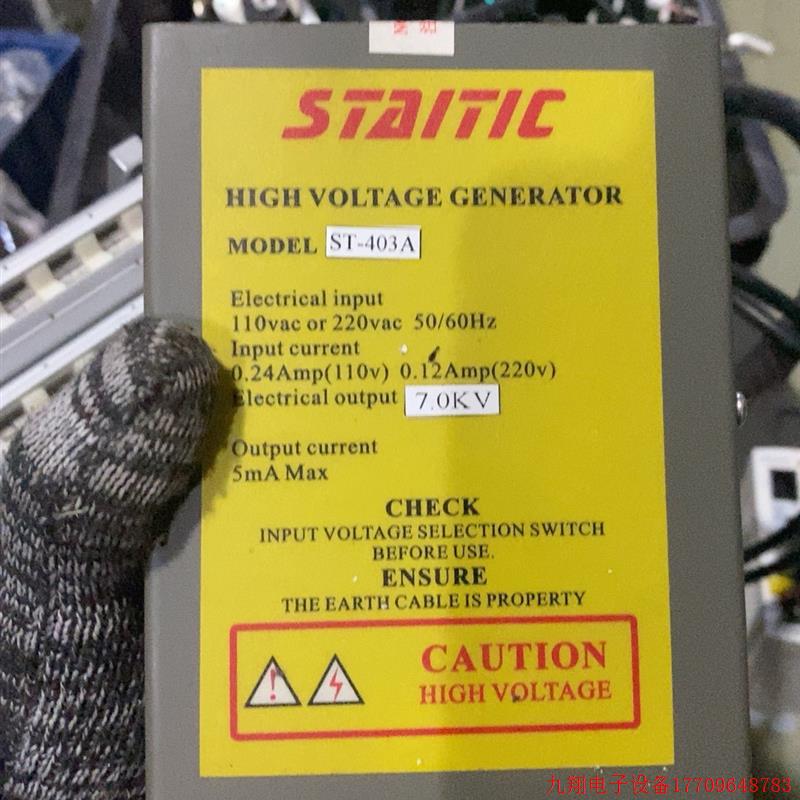 STAITIC
HIGH VOLTAGE GENERATOR
MODEL ST-403A
Electrical input
110vac or 220vac 50/60Hz
Input current
0.24Amp(110v) 0.12Amp(220v)
Electrical output 7.0KV
Output current
5mA Max
CHECK
INPUT VOLTAGE SELECTION SWITCH
BEFORE USE.
ENSURE
THE EARTH CABLE IS PROPERTY
CAUTION
HIGH VOLTAGE
九翔电子设备17709648783